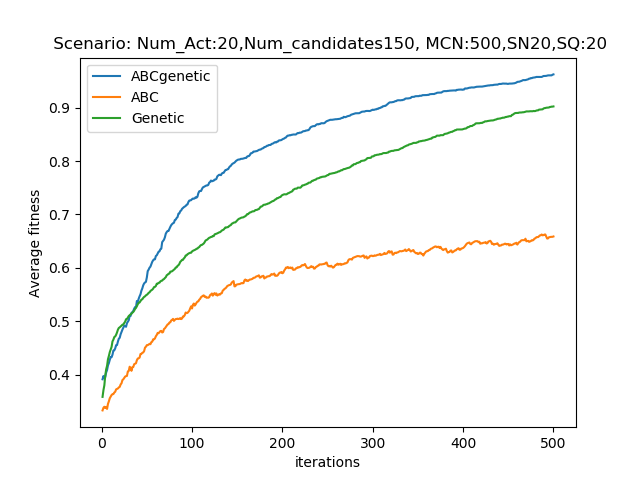 Scenario: Num_Act:20,Num_candidates150, MCN:500,SN20,SQ:20
ABCgenetic
ABC
Genetic
Average fitness
0.9
0.8
0.7
0.6
0.5
0.4
0 100 200 300 400 500
iterations